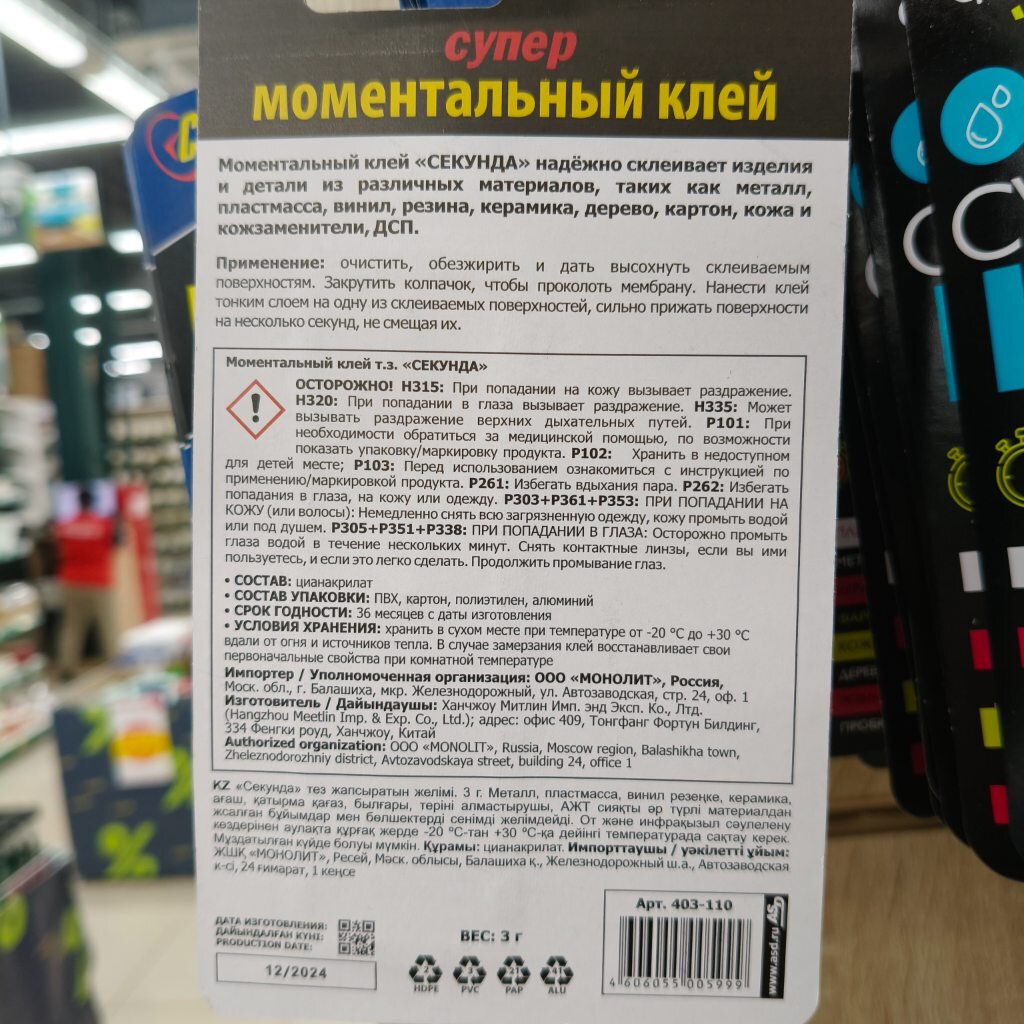 супер
моментальный клей
Моментальный клей «СЕКУНДА» надёжно склеивает изделия
и детали из различных материалов, таких как металл,
пластмасса, винил, резина, керамика, дерево, картон, кожа и
кожзаменители, ДСП.
Применение: очистить, обезжирить и дать высохнуть склеиваемым
поверхностям. Закрутить колпачок, чтобы проколоть мембрану. Нанести клей
тонким слоем на одну из склеиваемых поверхностей, сильно прижать поверхности
на несколько секунд, не смещая их.
Моментальный клей т.з. «СЕКУНДА»
ОСТОРОЖНО! H315: При попадании на кожу вызывает раздражение.
H320: При попадании в глаза вызывает раздражение. H335: Может
вызывать раздражение верхних дыхательных путей. P101: При
необходимости обратиться за медицинской помощью, по возможности
показать упаковку/маркировку продукта. P102: Хранить в недоступном
для детей месте; P103: Перед использованием ознакомиться с инструкцией по
применению/маркировкой продукта. P261: Избегать вдыхания пара. P262: Избегать
попадания в глаза, на кожу или одежду. P303+P361+P353: ПРИ ПОПАДАНИИ НА
КОЖУ (или волосы): Немедленно снять всю загрязненную одежду, кожу промыть водой
или под душем. P305+P351+P338: ПРИ ПОПАДАНИИ В ГЛАЗА: Осторожно промыть
глаза водой в течение нескольких минут. Снять контактные линзы, если вы ими
пользуетесь, и если это легко сделать. Продолжить промывание глаз.
• СОСТАВ: цианакрилат
• СОСТАВ УПАКОВКИ: ПВХ, картон, полиэтилен, алюминий
• СРОК ГОДНОСТИ: 36 месяцев с даты изготовления
• УСЛОВИЯ ХРАНЕНИЯ: хранить в сухом месте при температуре от -20 °С до +30 °С
вдали от огня и источников тепла. В случае замерзания клей восстанавливает свои
первоначальные свойства при комнатной температуре
Импортер / Уполномоченная организация: ООО «МОНОЛИТ», Россия,
Моск. обл., г. Балашиха, мкр. Железнодорожный, ул. Автозаводская, стр. 24, оф. 1
Изготовитель / Дайындаушы: Ханчжоу Митлин Имп. энд Эксп. Ко., Лтд.
(Hangzhou Meetlin Imp. & Exp. Co., Ltd.); адрес: офис 409, Тонгфанг Фортун Билдинг,
334 Фенгки роуд, Ханчжоу, Китай
Authorized organization: ООО «MONOLIT», Russia, Moscow region, Balashikha town,
Zheleznodorozhniy district, Avtozavodskaya street, building 24, office 1
KZ «Секунда» тез жапсыратын желімі. 3 г. Металл, пластмасса, винил резеңке, керамика,
ағаш, қатырма қағаз, былғары, теріні алмастырушы, АЖТ сияқты әр түрлі материалдан
жсалған бұйымдар мен бөлшектерді сенімді желімдейді. От және инфрақызыл сәулелену
көздерінен аулақта құрғақ жерде -20 °С-тан +30 °С-қа дейінгі температурада сақтау керек.
Мұздатылған күйде болуы мүмкін. Құрамы: цианакрилат. Импорттаушы / уәкілетті ұйым:
ЖШҚ «МОНОЛИТ», Ресей, Мәск. облысы, Балашиха қ., Железнодорожный ш.а., Автозаводская
к-сі, 24 ғимарат, 1 кеңсе
ДАТА ИЗГОТОВЛЕНИЯ:
ДАЙЫНДАЛҒАН КҮНІ:
PRODUCTION DATE:
12/2024
ВЕС: 3 г
2 3 21 41
HDPE PVC PAP ALU
Арт. 403-110
4 606055 005999
www.asd.ru ASD